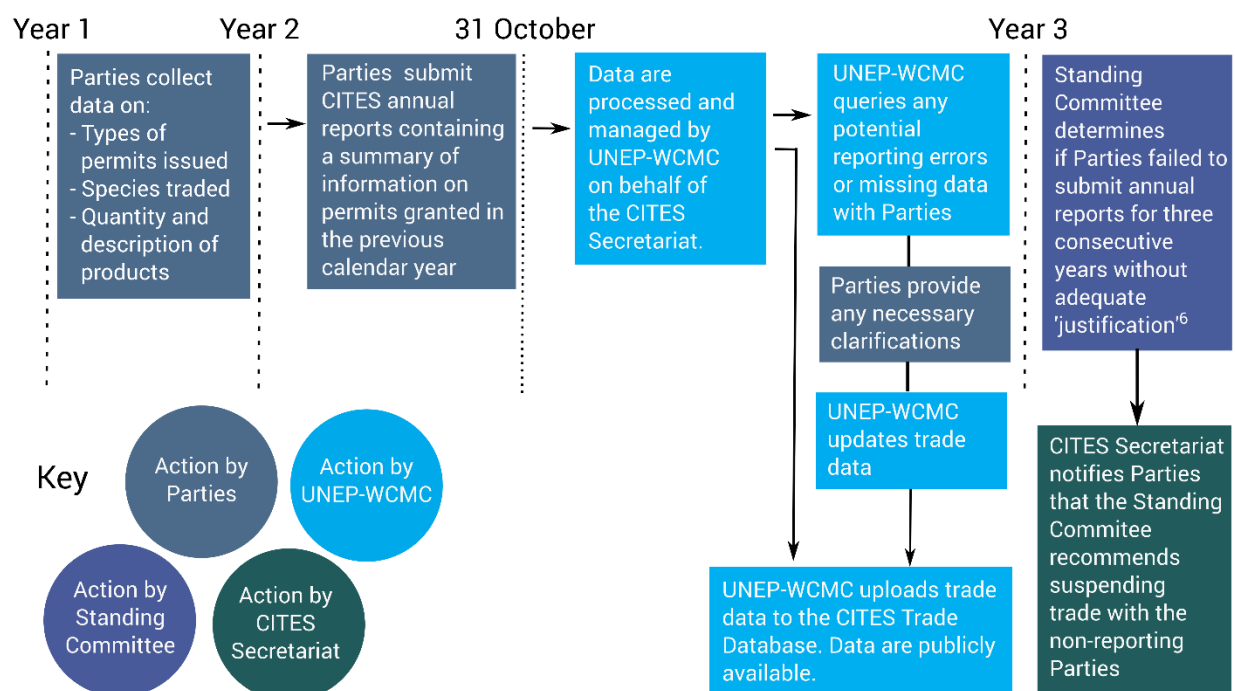 Year 1
Year 2
31 October
Year 3
Parties collect
data on:
- Types of
permits issued
- Species traded
- Quantity and
description of
products
Parties submit
CITES annual
reports containing
a summary of
information on
permits granted in
the previous
calendar year
Data are
processed and
managed by
UNEP-WCMC
on behalf of
the CITES
Secretariat.
UNEP-WCMC
queries any
potential
reporting errors
or missing data
with Parties
Parties provide
any necessary
clarifications
UNEP-WCMC
updates trade
data
UNEP-WCMC uploads trade
data to the CITES Trade
Database. Data are publicly
available.
Standing
Committee
determines
if Parties failed to
submit annual
reports for three
consecutive
years without
adequate
'justification'⁶
CITES Secretariat
notifies Parties
that the Standing
Commitee
recommends
suspending
trade with the
non-reporting
Parties
Key
Action by
Parties
Action by
UNEP-WCMC
Action by
Standing
Committee
Action by
CITES
Secretariat